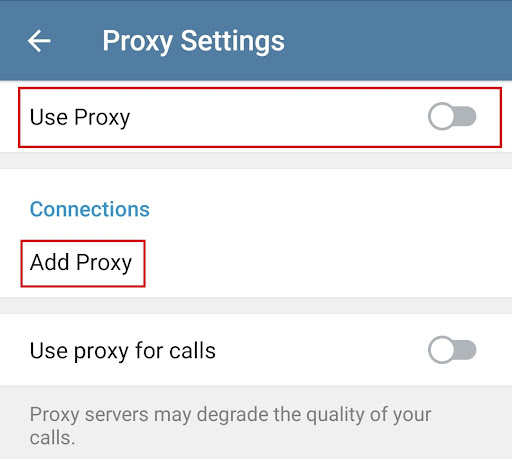 Proxy Settings
Use Proxy
Connections
Add Proxy
Use proxy for calls
Proxy servers may degrade the quality of your
calls.